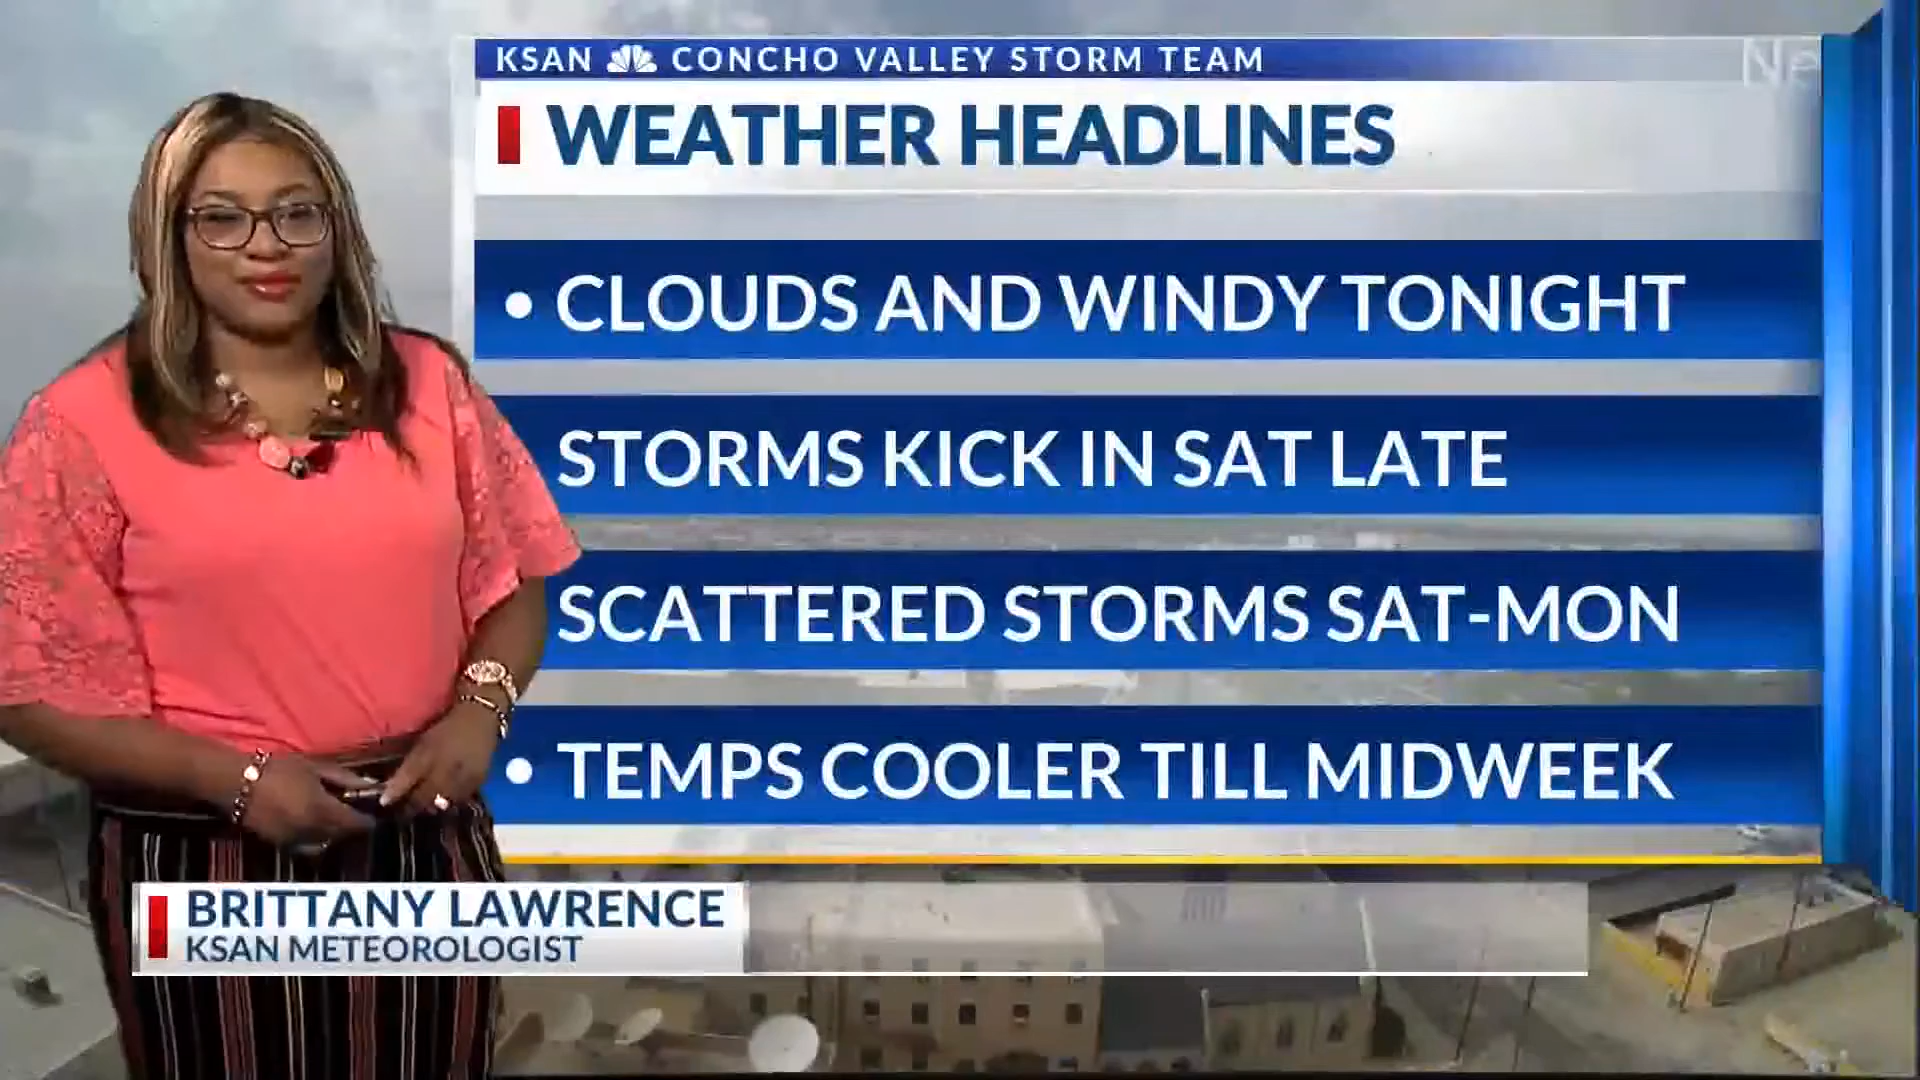 KSAN CONCHO VALLEY STORM TEAM
Ne
WEATHER HEADLINES
• CLOUDS AND WINDY TONIGHT
STORMS KICK IN SAT LATE
SCATTERED STORMS SAT-MON
• TEMPS COOLER TILL MIDWEEK
BRITTANY LAWRENCE
KSAN METEOROLOGIST